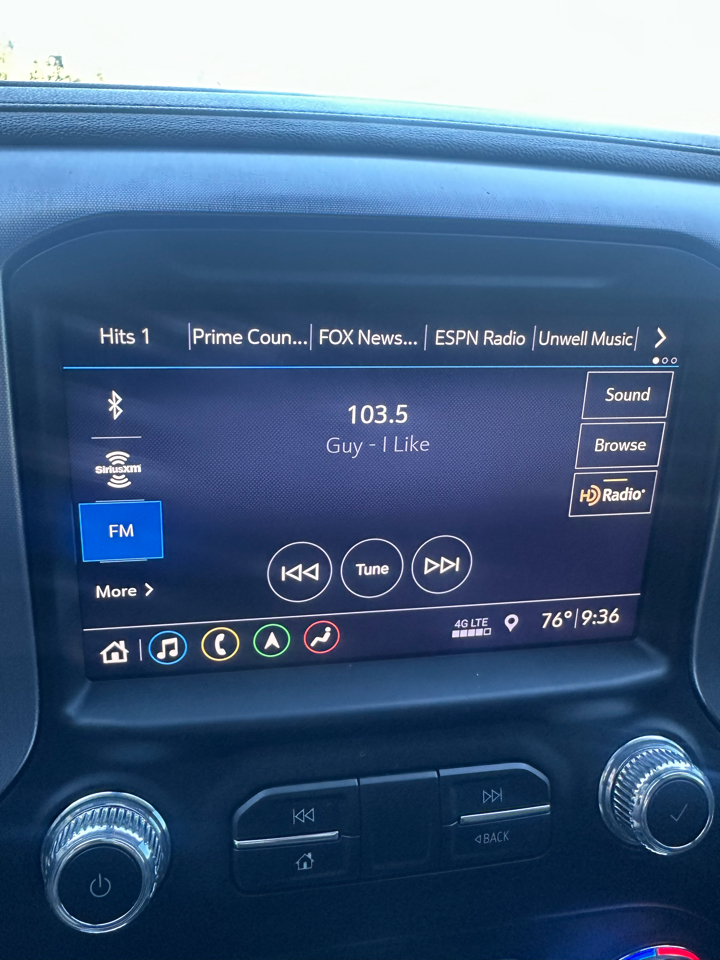 Hits 1 Prime Coun... FOX News... ESPN Radio Unwell Music
103.5
Guy - I Like
Sound
Browse
HD Radio
SiriusXM
FM
More
Tune
4G LTE
76° 9:36
BACK